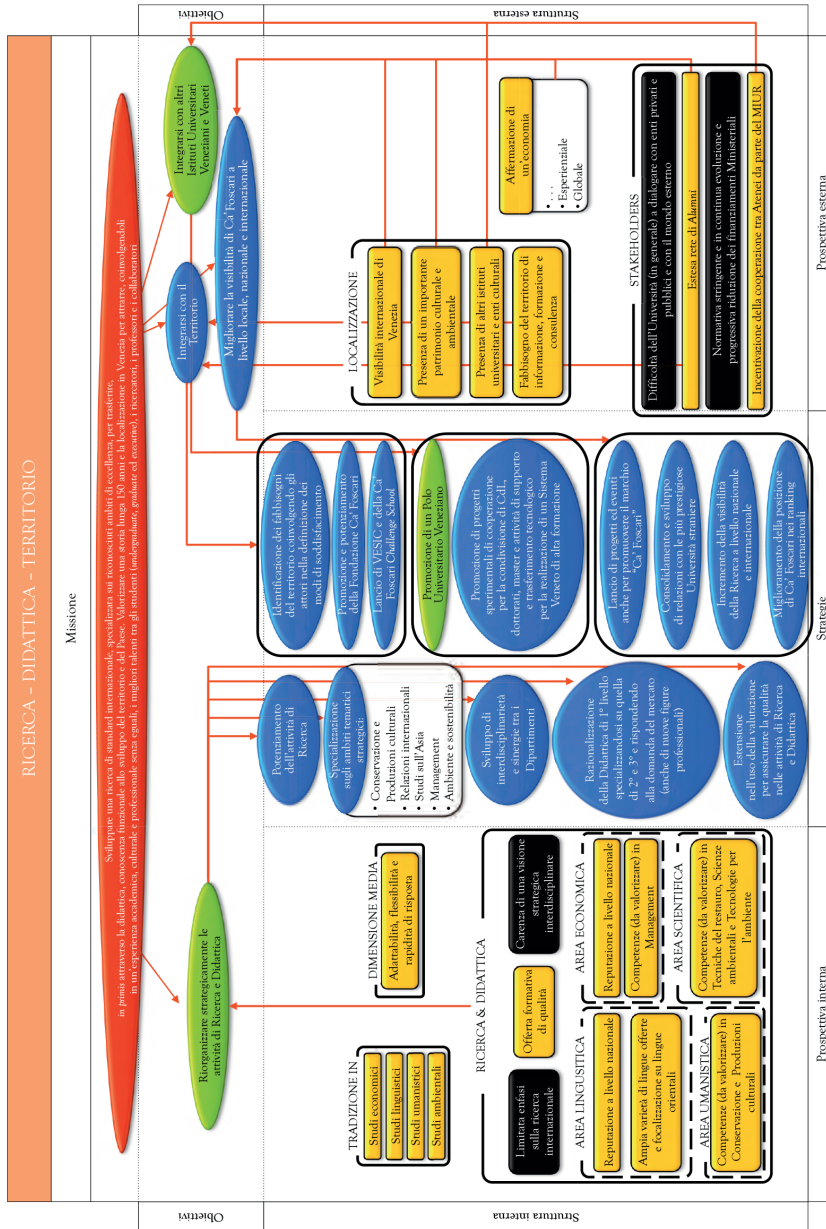 RICERCA – DIDATTICA – TERRITORIO
Missione
Sviluppare una ricerca di standard internazionale, specializzata sui riconosciuti ambiti di eccellenza, per trasferire,
in primis attraverso la didattica, conoscenza funzionale allo sviluppo del territorio e del Paese. Valorizzare una storia lunga 150 anni e la localizzazione in Venezia per attrarre, coinvolgendoli
in un'esperienza accademica, culturale e professionale senza eguali, i migliori talenti tra gli studenti (undergraduate, graduate ed executive), i ricercatori, i professori e i collaboratori
Obiettivi
Obiettivi
Riorganizzare strategicamente le
attività di Ricerca e Didattica
Integrarsi con il
Territorio
Integrarsi con altri
Istituti Universitari
Veneziani e Veneti
Migliorare la visibilità di Ca' Foscari a
livello locale, nazionale e internazionale
Struttura interna
Struttura esterna
TRADIZIONE IN
Studi economici
Studi linguistici
Studi umanistici
Studi ambientali
DIMENSIONE MEDIA
Adattabilità, flessibilità e
rapidità di risposta
RICERCA & DIDATTICA
Limitata enfasi
sulla ricerca
internazionale
Offerta formativa
di qualità
Carenza di una visione
strategica
interdisciplinare
AREA LINGUSITICA
Reputazione a livello nazionale
Ampia varietà di lingue offerte
e focalizzazione su lingue
orientali
AREA ECONOMICA
Reputazione a livello nazionale
Competenze (da valorizzare) in
Management
AREA UMANISTICA
Competenze (da valorizzare) in
Conservazione e Produzioni
culturali
AREA SCIENTIFICA
Competenze (da valorizzare) in
Tecniche del restauro, Scienze
ambientali e Tecnologie per
l'ambiente
Potenziamento
dell'attività di
Ricerca
Specializzazione
sugli ambiti tematici
strategici:
• Conservazione e
Produzioni culturali
• Relazioni internazionali
• Studi sull'Asia
• Management
• Ambiente e sostenibilità
Sviluppo di
interdisciplinarietà
e sinergie tra i
Dipartimenti
Razionalizzazione
della Didattica di 1° livello
specializzandosi su quella
di 2° e 3° e rispondendo
alla domanda del mercato
(anche di nuove figure
professionali)
Estensione
nell'uso della valutazione
per assicurare la qualità
nelle attività di Ricerca
e Didattica
Identificazione dei fabbisogni
del territorio coinvolgendo gli
attori nella definizione dei
modi di soddisfacimento
Promozione e potenziamento
della Fondazione Ca' Foscari
Lancio di VESIC, e della Ca'
Foscari Challenge School
Promozione di un Polo
Universitario Veneziano
Promozione di progetti
sperimentali di cooperazione
per la condivisione di CdiL,
dottorati, master e attività di supporto
e trasferimento tecnologico
per la realizzazione di un Sistema
Veneto di alta formazione
Lancio di progetti ed eventi
anche per promuovere il marchio
"Ca' Foscari"
Consolidamento e sviluppo
di relazioni con le più prestigiose
Università straniere
Incremento della visibilità
della Ricerca a livello nazionale
e internazionale
Miglioramento della posizione
di Ca' Foscari nei ranking
internazionali
LOCALIZZAZIONE
Visibilità internazionale di
Venezia
Presenza di un importante
patrimonio culturale e
ambientale
Presenza di altri istituti
universitari e enti culturali
Fabbisogno del territorio di
informazione, formazione e
consulenza
Affermazione di
un'economia
• . . .
• Esperienziale
• Globale
STAKEHOLDERS
Difficoltà dell'Università (in generale) a dialogare con enti privati e
pubblici e con il mondo esterno
Estesa rete di Alumni
Normativa stringente e in continua evoluzione e
progressiva riduzione dei finanziamenti Ministeriali
Incentivazione della cooperazione tra Atenei da parte del MIUR
Prospettiva interna
Strategie
Prospettiva esterna